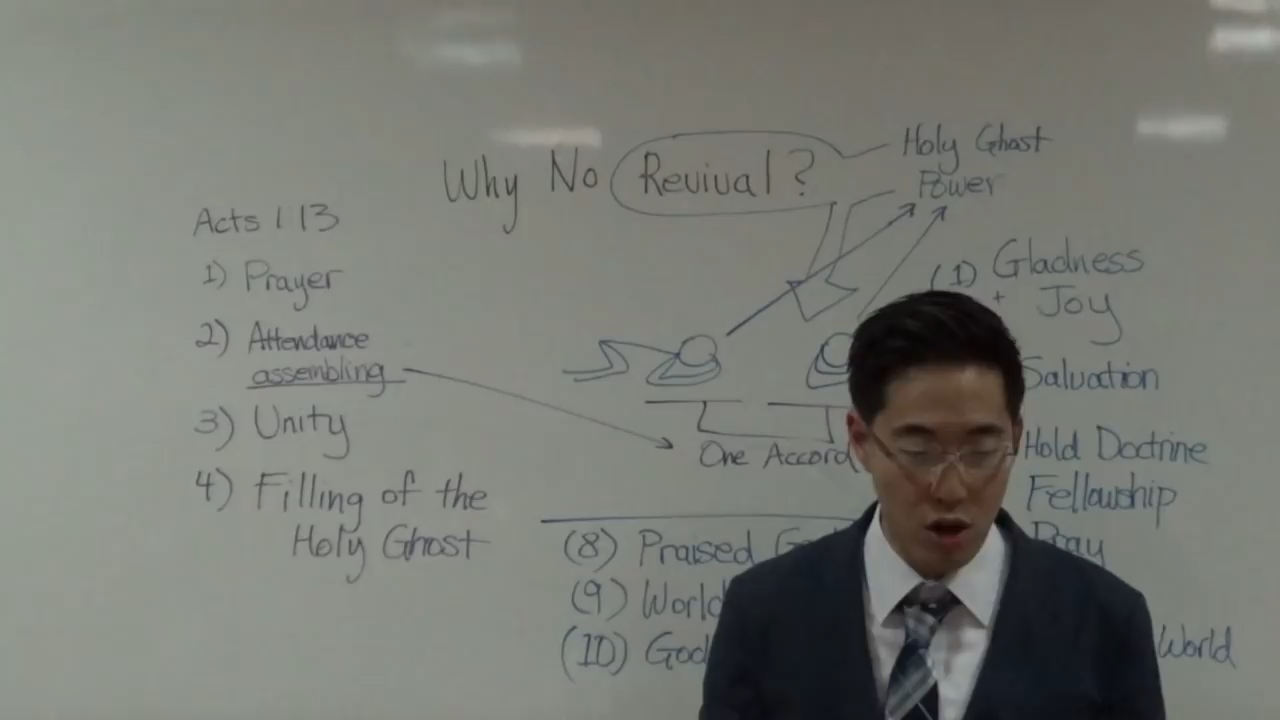 Why No Revival?
Holy Ghost
Power
Acts 1 13
1) Prayer
2) Attendance
assembling
3) Unity
4) Filling of the
Holy Ghost
One Accord
(8) Praised
(9) World
(10) God
World
(1) Gladness
+ Joy
Salvation
Hold Doctrine
Fellowship
Pray